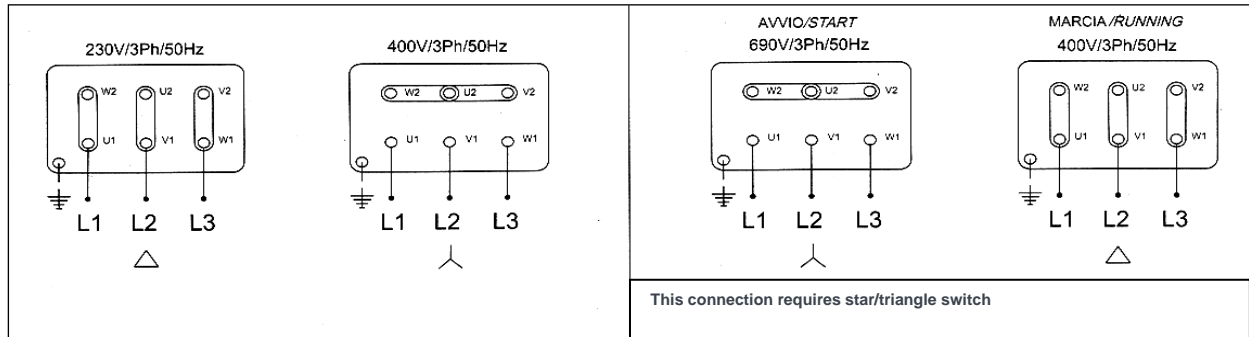 230V/3Ph/50Hz
W2 U2 V2
U1 V1 W1
L1 L2 L3
400V/3Ph/50Hz
W2 U2 V2
U1 V1 W1
L1 L2 L3
AVVIO/START
690V/3Ph/50Hz
W2 U2 V2
U1 V1 W1
L1 L2 L3
MARCIA/RUNNING
400V/3Ph/50Hz
W2 U2 V2
U1 V1 W1
L1 L2 L3
This connection requires star/triangle switch